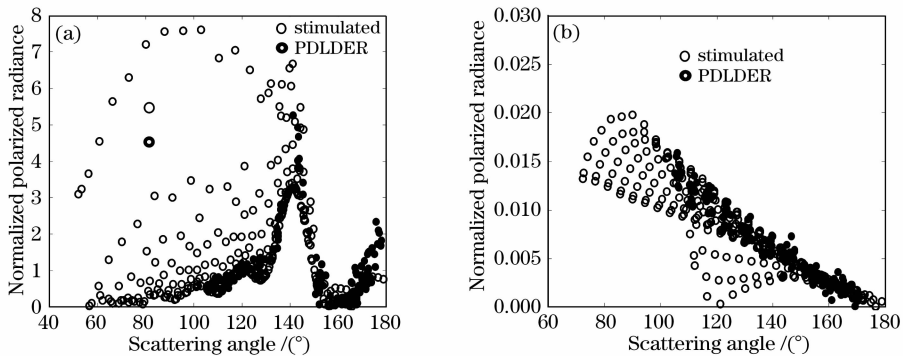 (a)
stimulated
PDLDER
Normalized polarized radiance
8
7
6
5
4
3
2
1
0
40 60 80 100 120 140 160 180
Scattering angle /(°)
(b)
stimulated
PDLDER
Normalized polarized radiance
0.030
0.025
0.020
0.015
0.010
0.005
0.000
60 80 100 120 140 160 180
Scattering angle /(°)